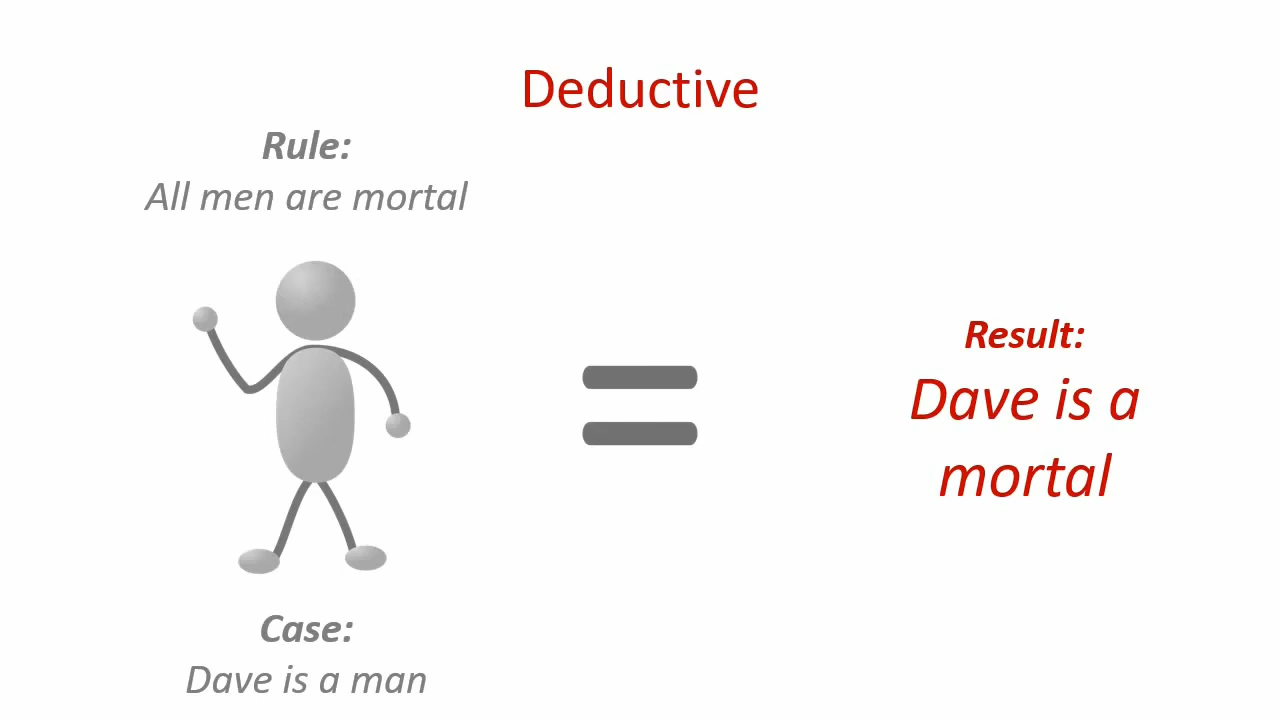 Deductive
Rule:
All men are mortal
Result:
Dave is a
mortal
Case:
Dave is a man